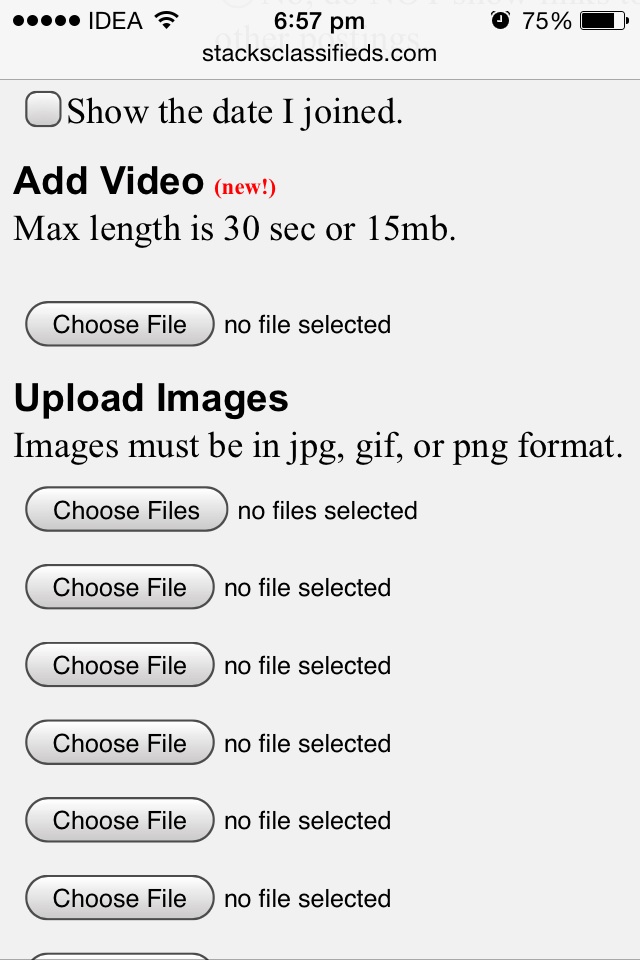 IDEA 6:57 pm 75%
stacksclassifieds.com
other postings.
Show the date I joined.
Add Video (new!)
Max length is 30 sec or 15mb.
Choose File no file selected
Upload Images
Images must be in jpg, gif, or png format.
Choose Files no files selected
Choose File no file selected
Choose File no file selected
Choose File no file selected
Choose File no file selected
Choose File no file selected